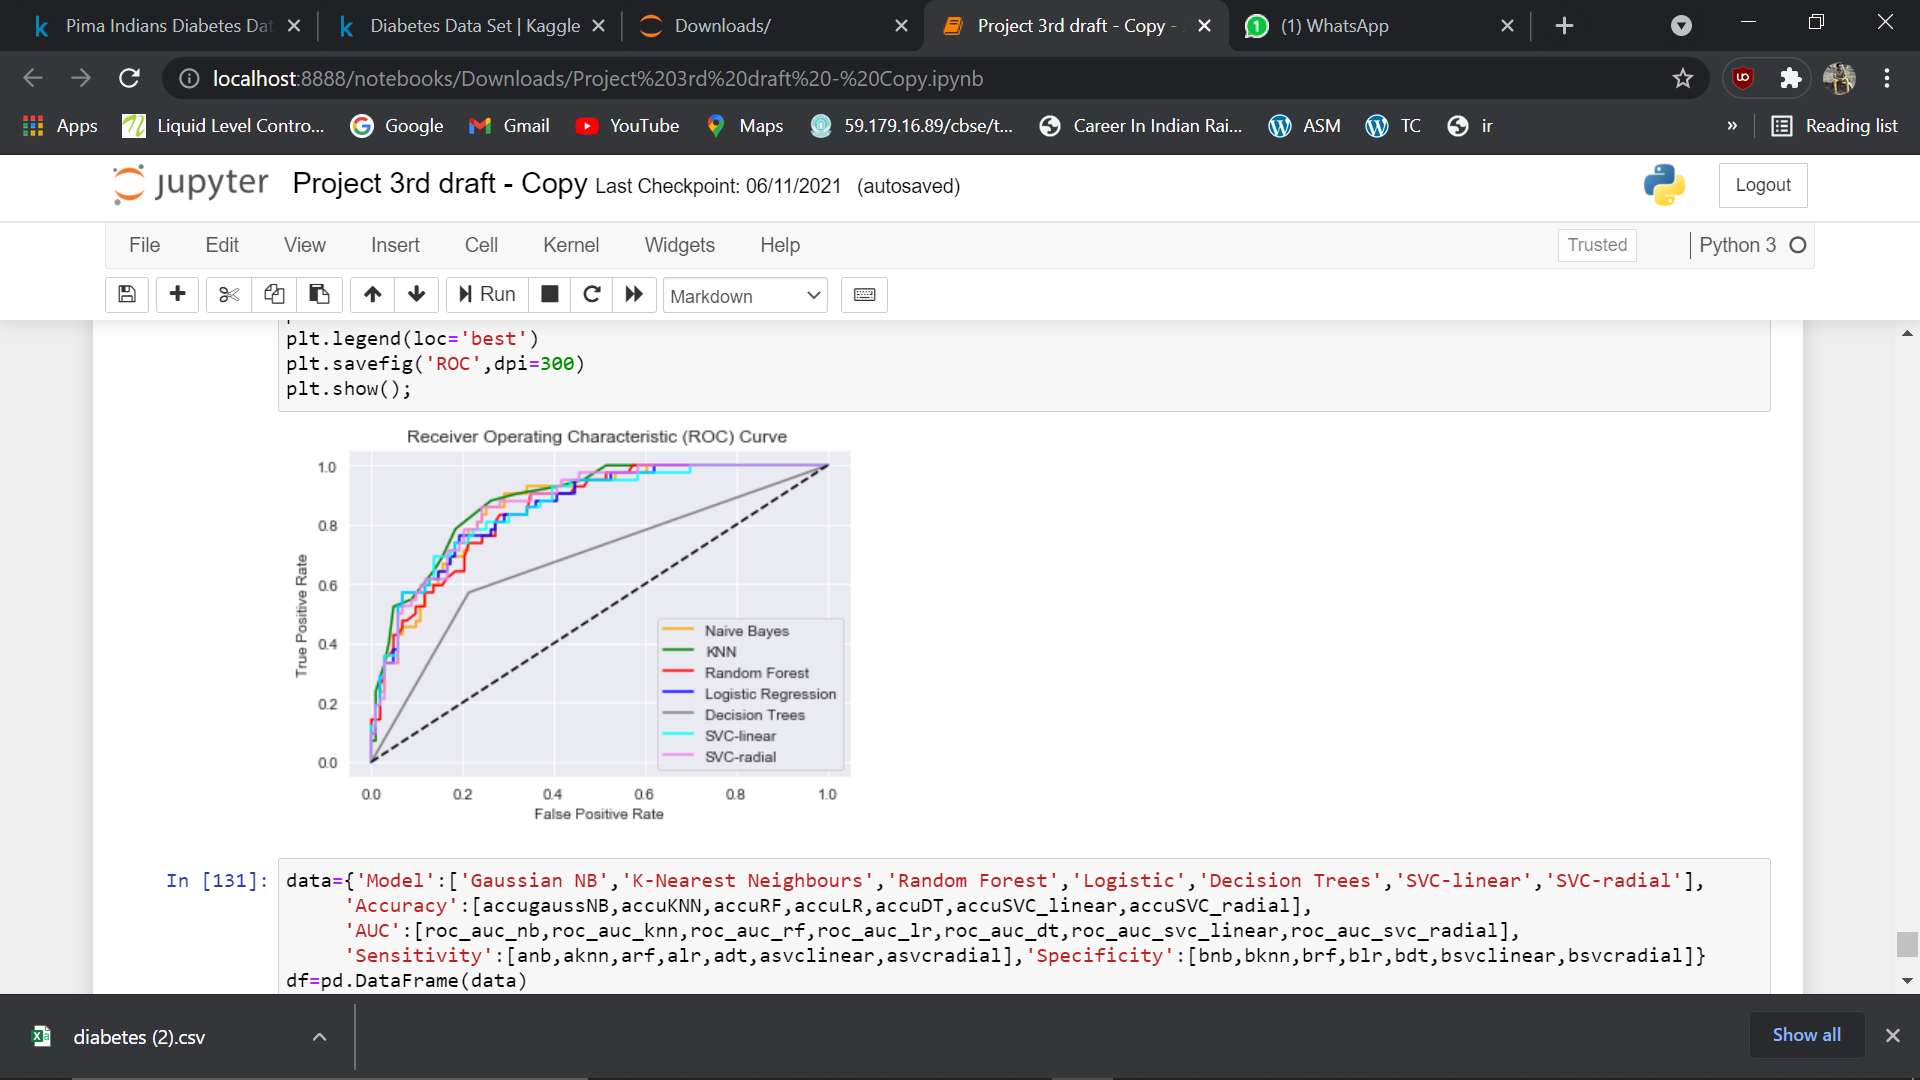 Pima Indians Diabetes Dat
Diabetes Data Set | Kaggle
Downloads/
Project 3rd draft - Copy -
(1) WhatsApp
localhost:8888/notebooks/Downloads/Project%203rd%20draft%20-%20Copy.ipynb
Apps
Liquid Level Contro...
Google
Gmail
YouTube
Maps
59.179.16.89/cbse/t...
Career In Indian Rai...
ASM
TC
ir
»
Reading list
jupyter Project 3rd draft - Copy Last Checkpoint: 06/11/2021 (autosaved)
Logout
File Edit View Insert Cell Kernel Widgets Help
Trusted
Python 3
Run
Markdown
plt.legend(loc='best')
plt.savefig('ROC',dpi=300)
plt.show();
Receiver Operating Characteristic (ROC) Curve
1.0
0.8
0.6
0.4
0.2
0.0
True Positive Rate
Naive Bayes
KNN
Random Forest
Logistic Regression
Decision Trees
SVC-linear
SVC-radial
0.0 0.2 0.4 0.6 0.8 1.0
False Positive Rate
In [131]:
data={'Model':['Gaussian NB','K-Nearest Neighbours','Random Forest','Logistic','Decision Trees','SVC-linear','SVC-radial'],
'Accuracy':[accugaussNB,accuKNN,accuRF,accuLR,accuDT,accuSVC_linear,accuSVC_radial],
'AUC':[roc_auc_nb,roc_auc_knn,roc_auc_rf,roc_auc_lr,roc_auc_dt,roc_auc_svc_linear,roc_auc_svc_radial],
'Sensitivity':[anb,aknn,arf,alr,adt,asvclinear,asvcradial],'Specificity':[bnb,bknn,brf,blr,bdt,bsvclinear,bsvcradial]}
df=pd.DataFrame(data)
diabetes (2).csv
Show all